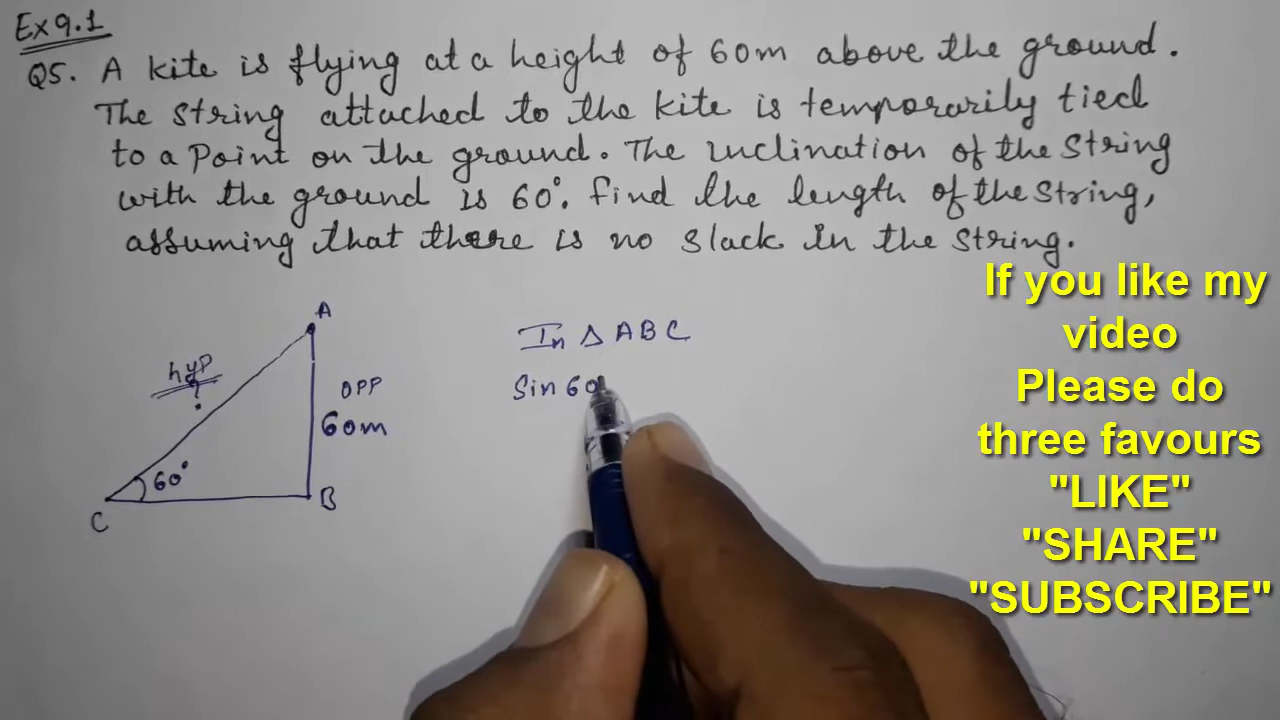 Ex 9.1
Q5. A kite is flying at a height of 60m above the ground.
The string attached to the kite is temporarily tied
to a point on the ground. The inclination of the string
with the ground is 60°. find the length of the string,
assuming that there is no slack in the string.
If you like my
video
Please do
three favours
"LIKE"
"SHARE"
"SUBSCRIBE"
A
hyp
?
OPP
60m
60°
C
B
In Δ ABC
Sin 60